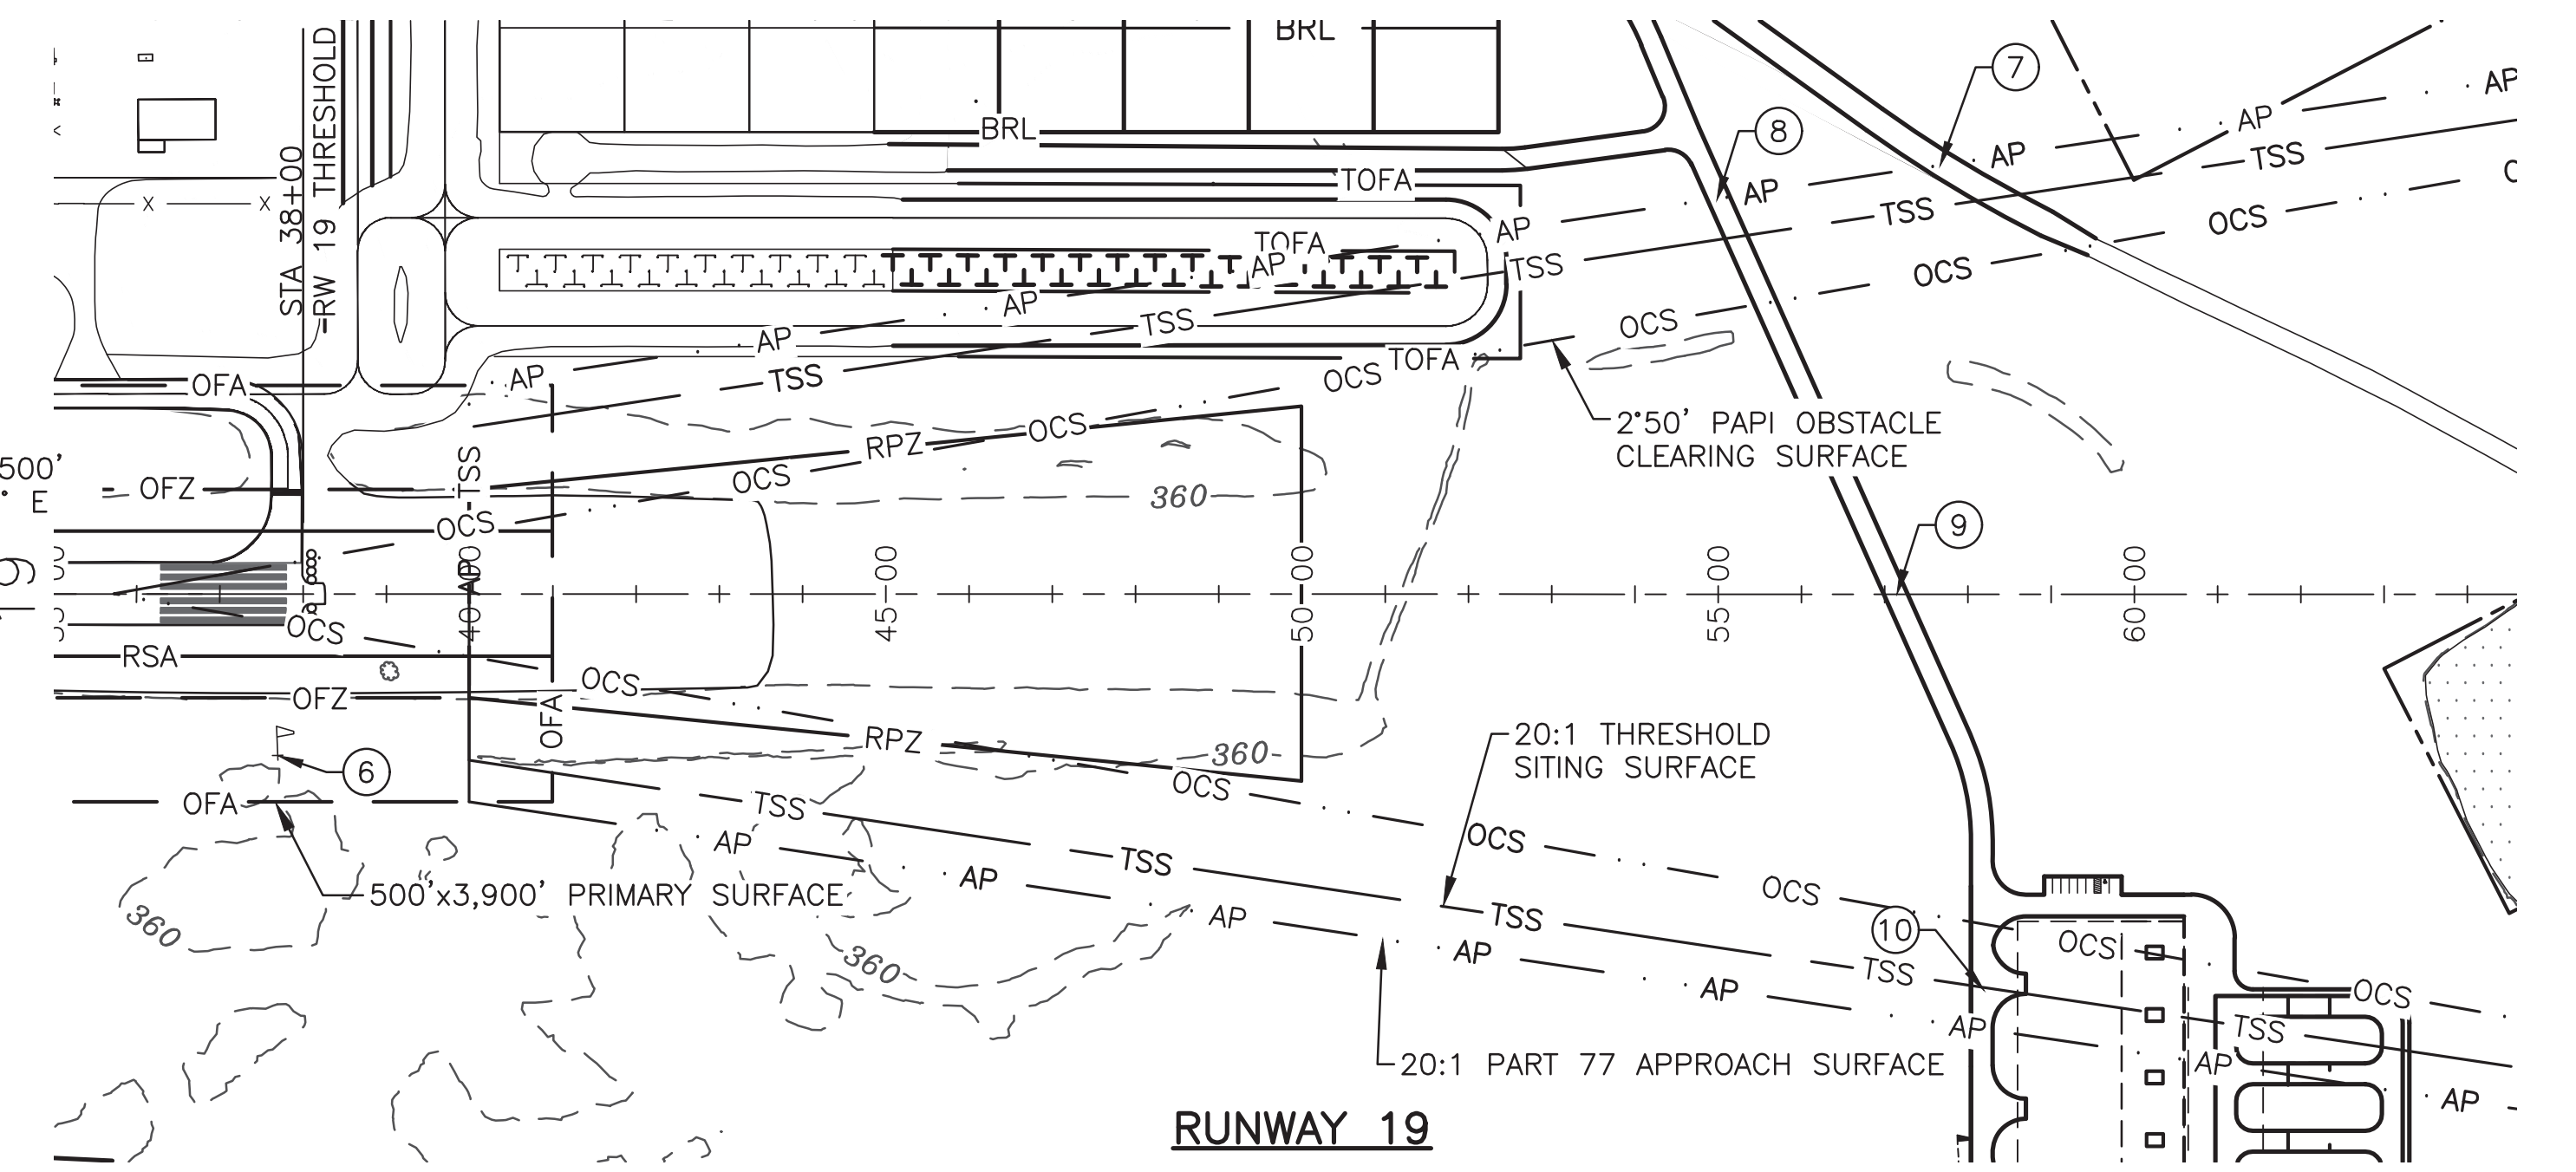 BRL
7
AP
AP
TSS
8
BRL
STA 38+00
RW 19 THRESHOLD
AP
TOFA
AP
TSS
OCS
X
X
AP
TOFA
AP
TSS
OCS
AP
TSS
OCS
AP
TOFA
OCS
AP
TSS
OFA
2°50' PAPI OBSTACLE
CLEARING SURFACE
RPZ
OCS
500'
° E
OFZ
TSS
OCS
360
OCS
9
19
AP
40
45 00
50 00
55 00
60 00
OCS
RSA
OCS
OFZ
OFA
RPZ
360
20:1 THRESHOLD
SITING SURFACE
6
OCS
OFA
TSS
AP
TSS
OCS
500'x3,900' PRIMARY SURFACE
AP
AP
TSS
OCS
10
360
360
AP
AP
TSS
OCS
OCS
AP
TSS
20:1 PART 77 APPROACH SURFACE
AP
AP
RUNWAY 19